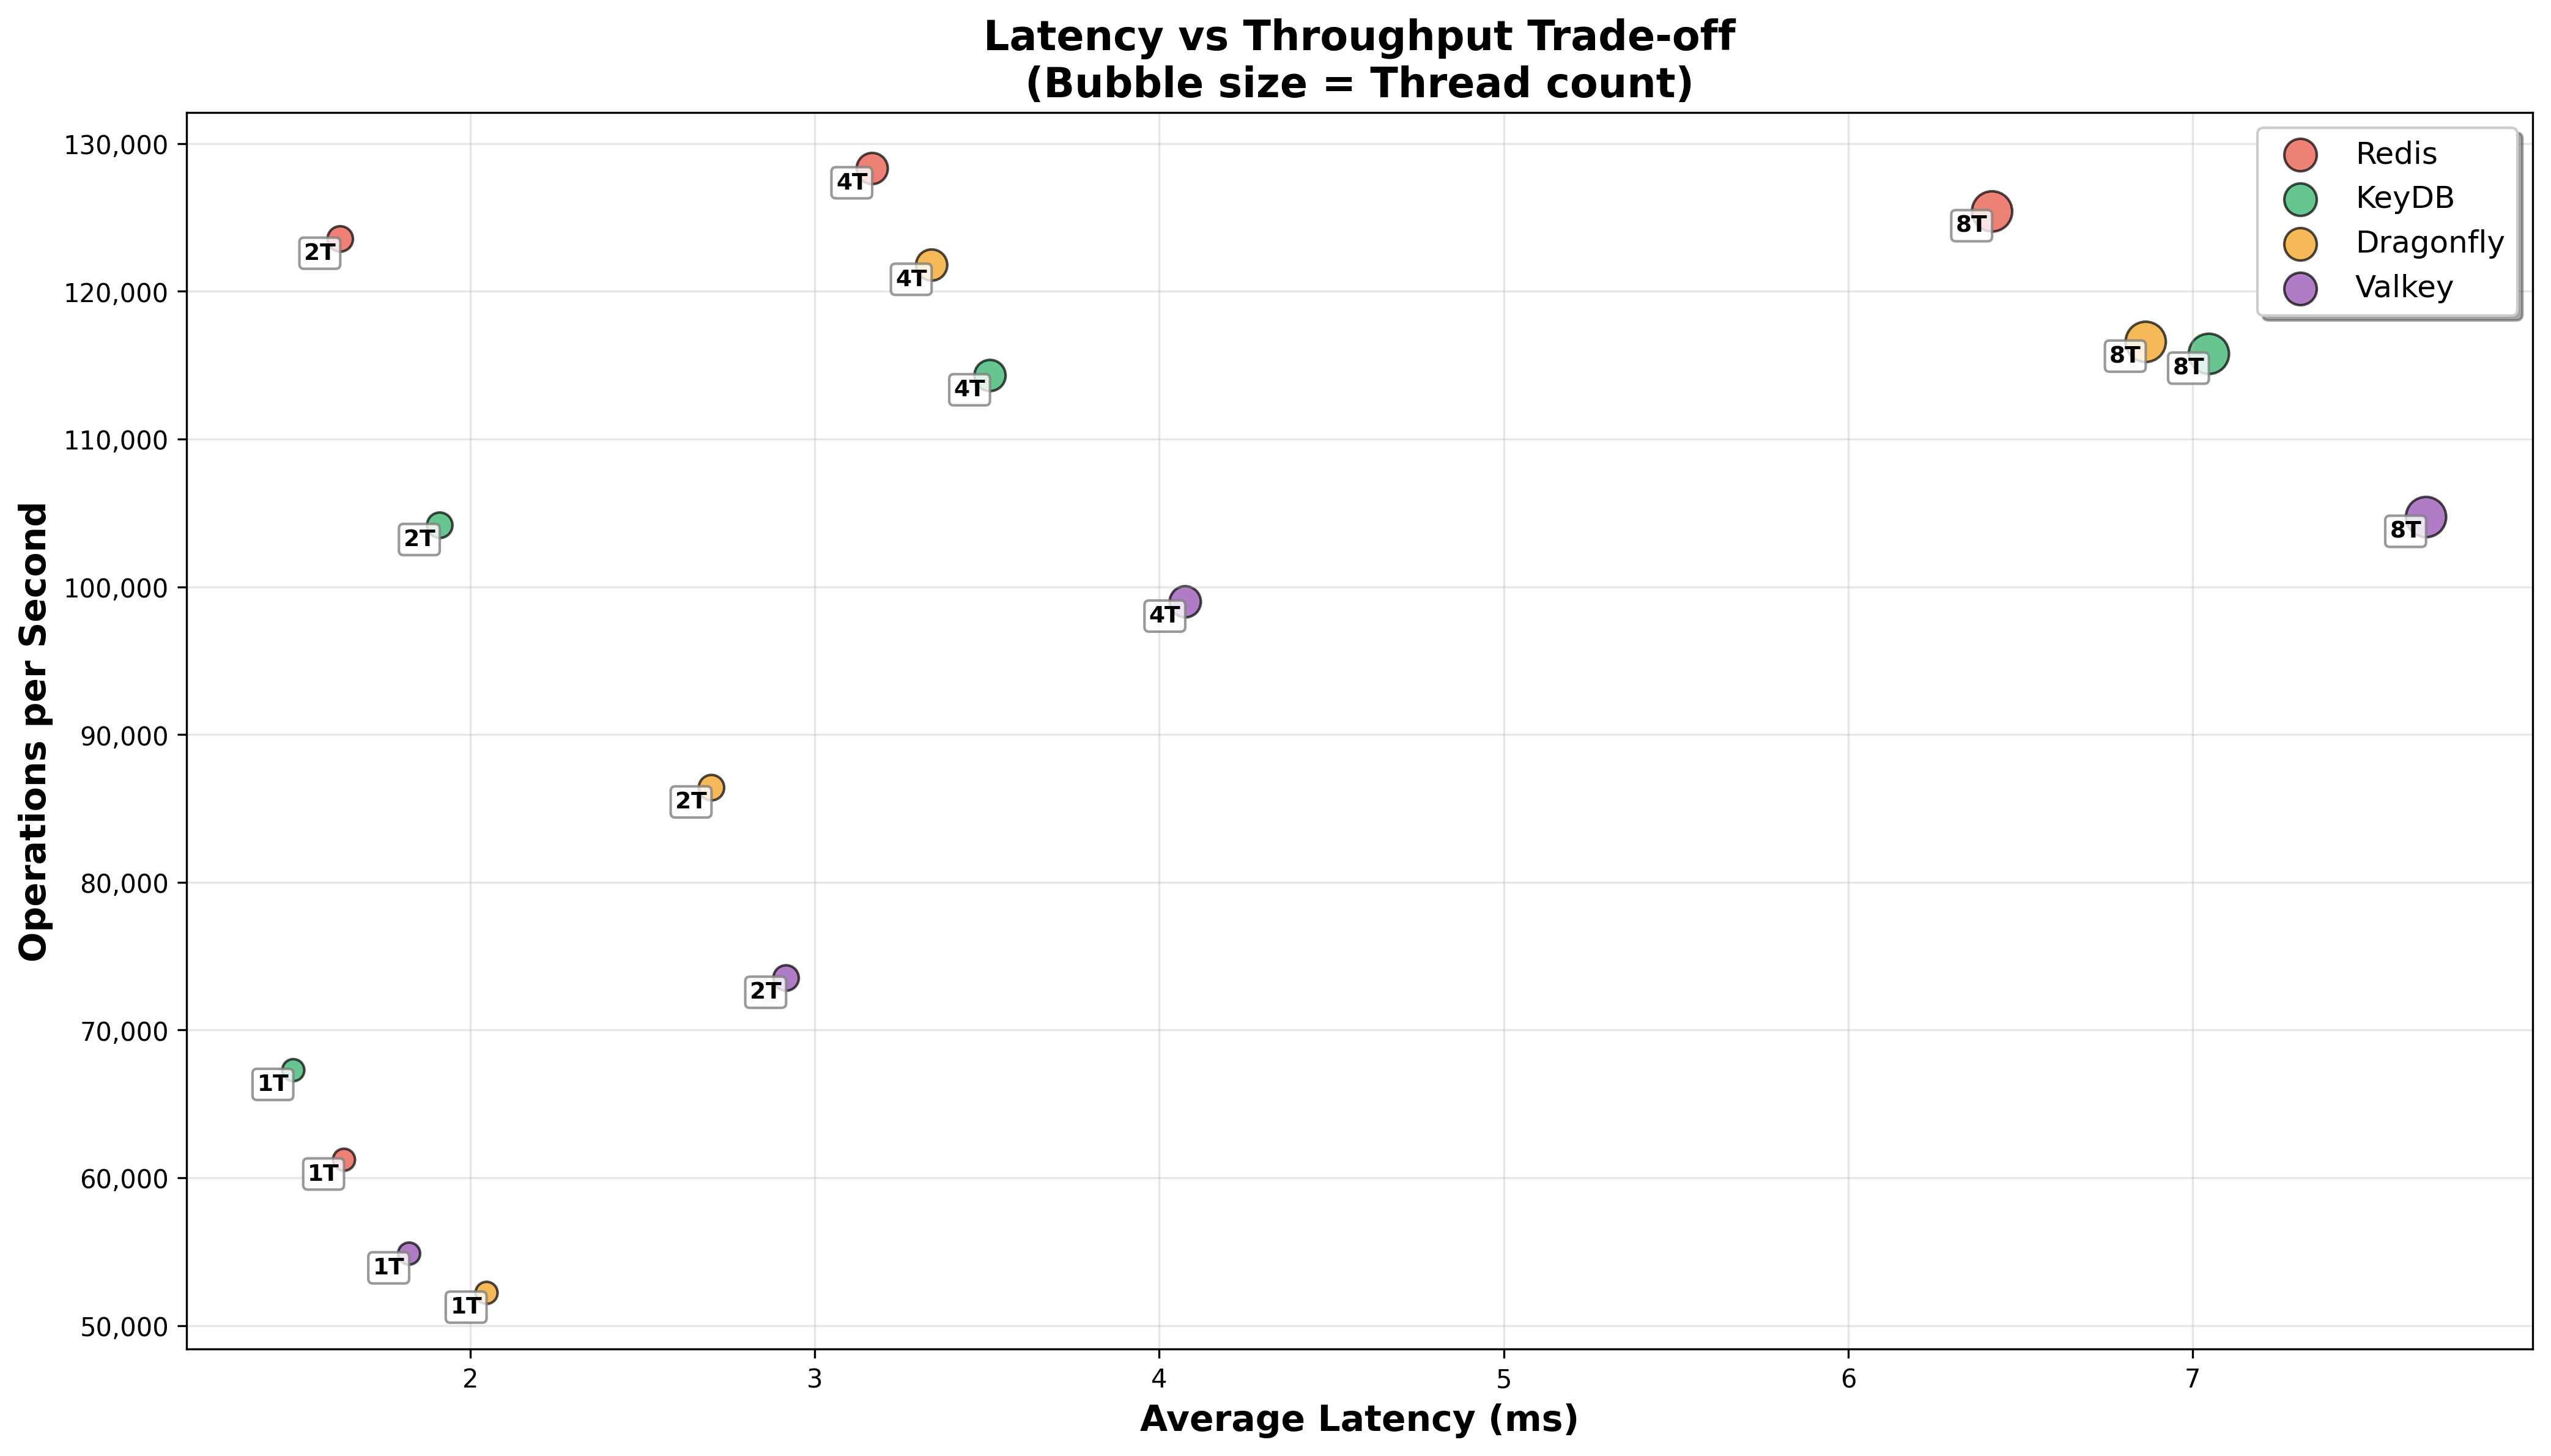 Latency vs Throughput Trade-off
(Bubble size = Thread count)
Operations per Second
130,000
120,000
110,000
100,000
90,000
80,000
70,000
60,000
50,000
4T
2T
8T
4T
8T
8T
4T
2T
8T
4T
2T
2T
1T
1T
1T
1T
Redis
KeyDB
Dragonfly
Valkey
2 3 4 5 6 7
Average Latency (ms)